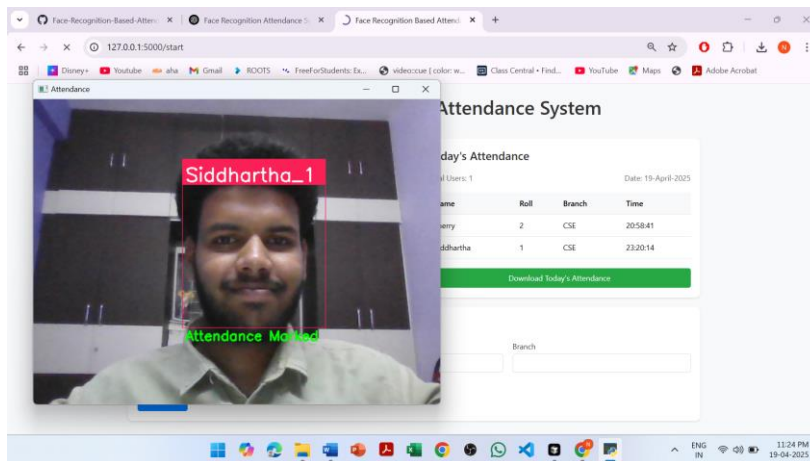 Face-Recognition-Based-Atten
Face Recognition Attendance S
Face Recognition Based Attend
127.0.0.1:5000/start
Disney+
Youtube
aha
Gmail
ROOTS
FreeForStudents: Ex...
video::cue | color: w...
Class Central • Find...
YouTube
Maps
Adobe Acrobat
Attendance
Attendance System
Siddhartha_1
Attendance Marked
day's Attendance
al Users: 1
Date: 19-April-2025
ame Roll Branch Time
erry 2 CSE 20:58:41
ddhartha 1 CSE 23:20:14
Download Today's Attendance
Branch
ENG
IN
11:24 PM
19-04-2025